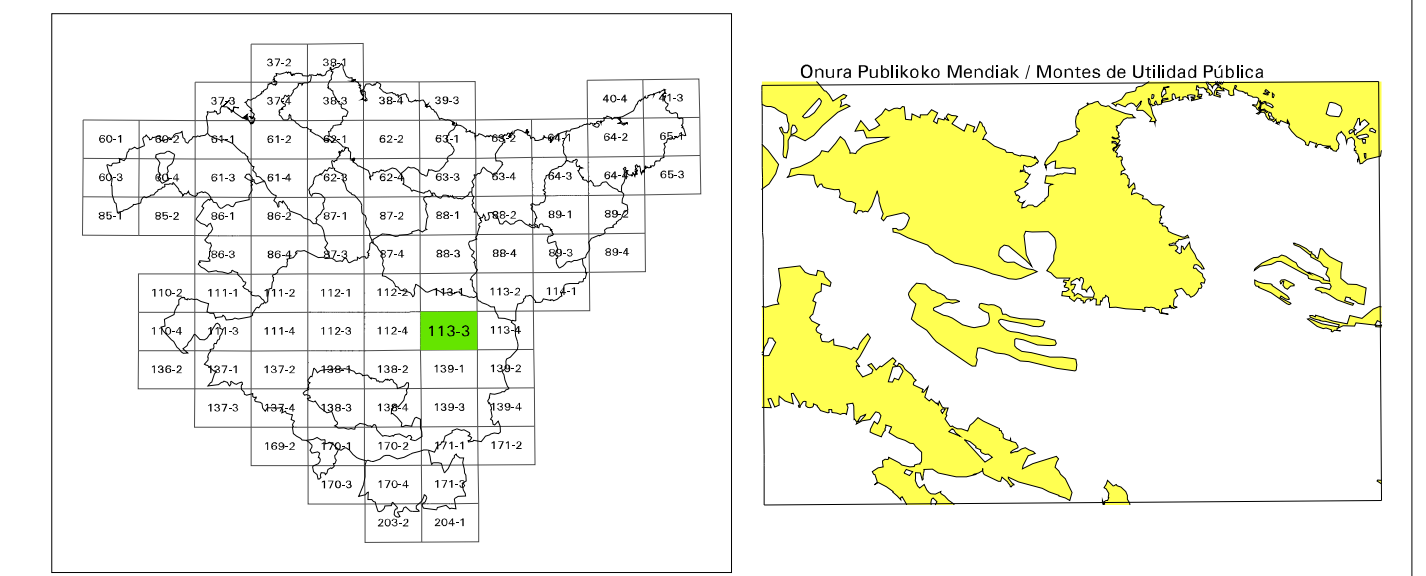 37-2 38-1
37-3 37-4 38-3 38-4 39-3 40-4 41-3
60-1 60-2 61-1 61-2 62-1 62-2 63-1 63-2 64-1 64-2 65-1
60-3 60-4 61-3 61-4 62-3 62-4 63-3 63-4 64-3 64-4 65-3
85-1 85-2 86-1 86-2 87-1 87-2 88-1 88-2 89-1 89-2
86-3 86-4 87-3 87-4 88-3 88-4 89-3 89-4
110-2 111-1 111-2 112-1 112-2 113-1 113-2 114-1
110-4 111-3 111-4 112-3 112-4 113-3 113-4
136-2 137-1 137-2 138-1 138-2 139-1 139-2
137-3 137-4 138-3 138-4 139-3 139-4
169-2 170-1 170-2 171-1 171-2
170-3 170-4 171-3
203-2 204-1
Onura Publikoko Mendiak / Montes de Utilidad Pública